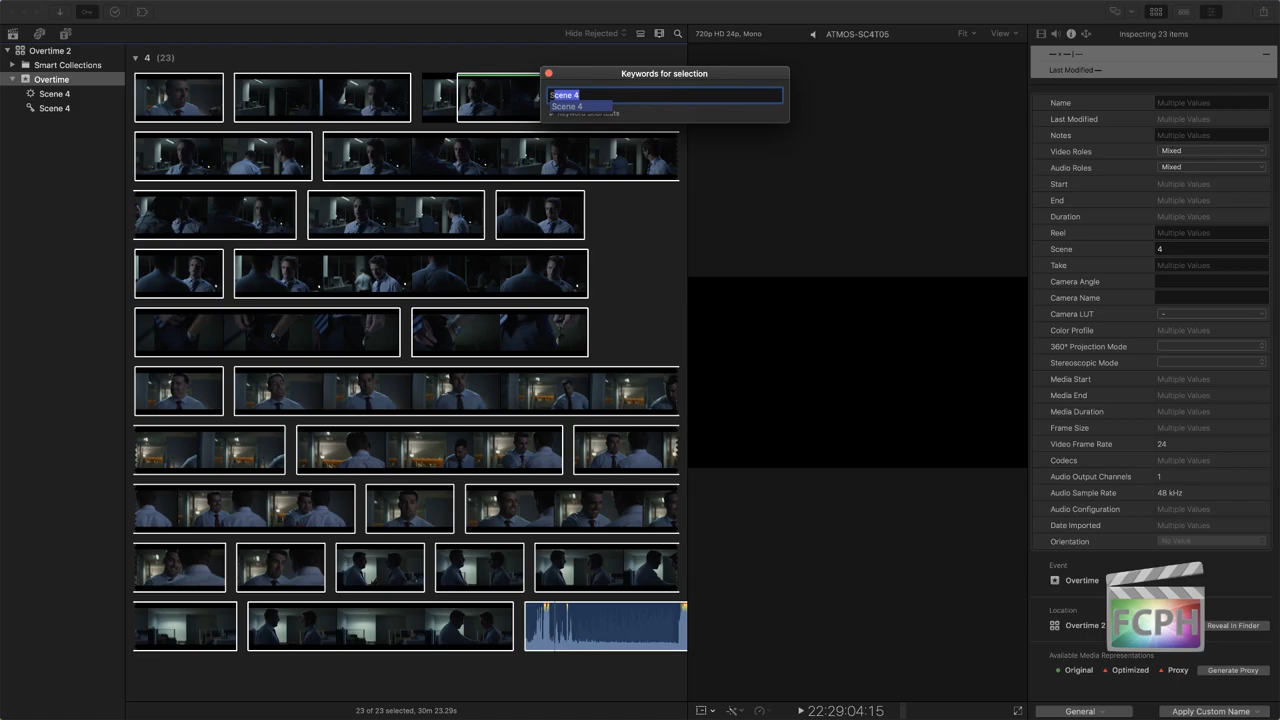 Hide Rejected
720p HD 24p, Mono
ATMOS-SC4T05
Fit
View
Inspecting 23 items
Overtime 2
Smart Collections
Overtime
Scene 4
Scene 4
4 (23)
Keywords for selection
Scene 4
Scene 4
Keyword Shortcuts
Last Modified —
Name Multiple Values
Last Modified Multiple Values
Notes Multiple Values
Video Roles Mixed
Audio Roles Mixed
Start Multiple Values
End Multiple Values
Duration Multiple Values
Reel Multiple Values
Scene 4
Take Multiple Values
Camera Angle
Camera Name
Camera LUT -
Color Profile Multiple Values
360° Projection Mode
Stereoscopic Mode
Media Start Multiple Values
Media End Multiple Values
Media Duration Multiple Values
Frame Size Multiple Values
Video Frame Rate 24
Codecs Multiple Values
Audio Output Channels 1
Audio Sample Rate 48 kHz
Audio Configuration Multiple Values
Date Imported Multiple Values
Orientation No Value
Event
Overtime
Location
Overtime 2
Reveal In Finder
FCPH
Available Media Representations
Original Optimized Proxy Generate Proxy
23 of 23 selected, 30m 23.29s
22:29:04:15
General
Apply Custom Name